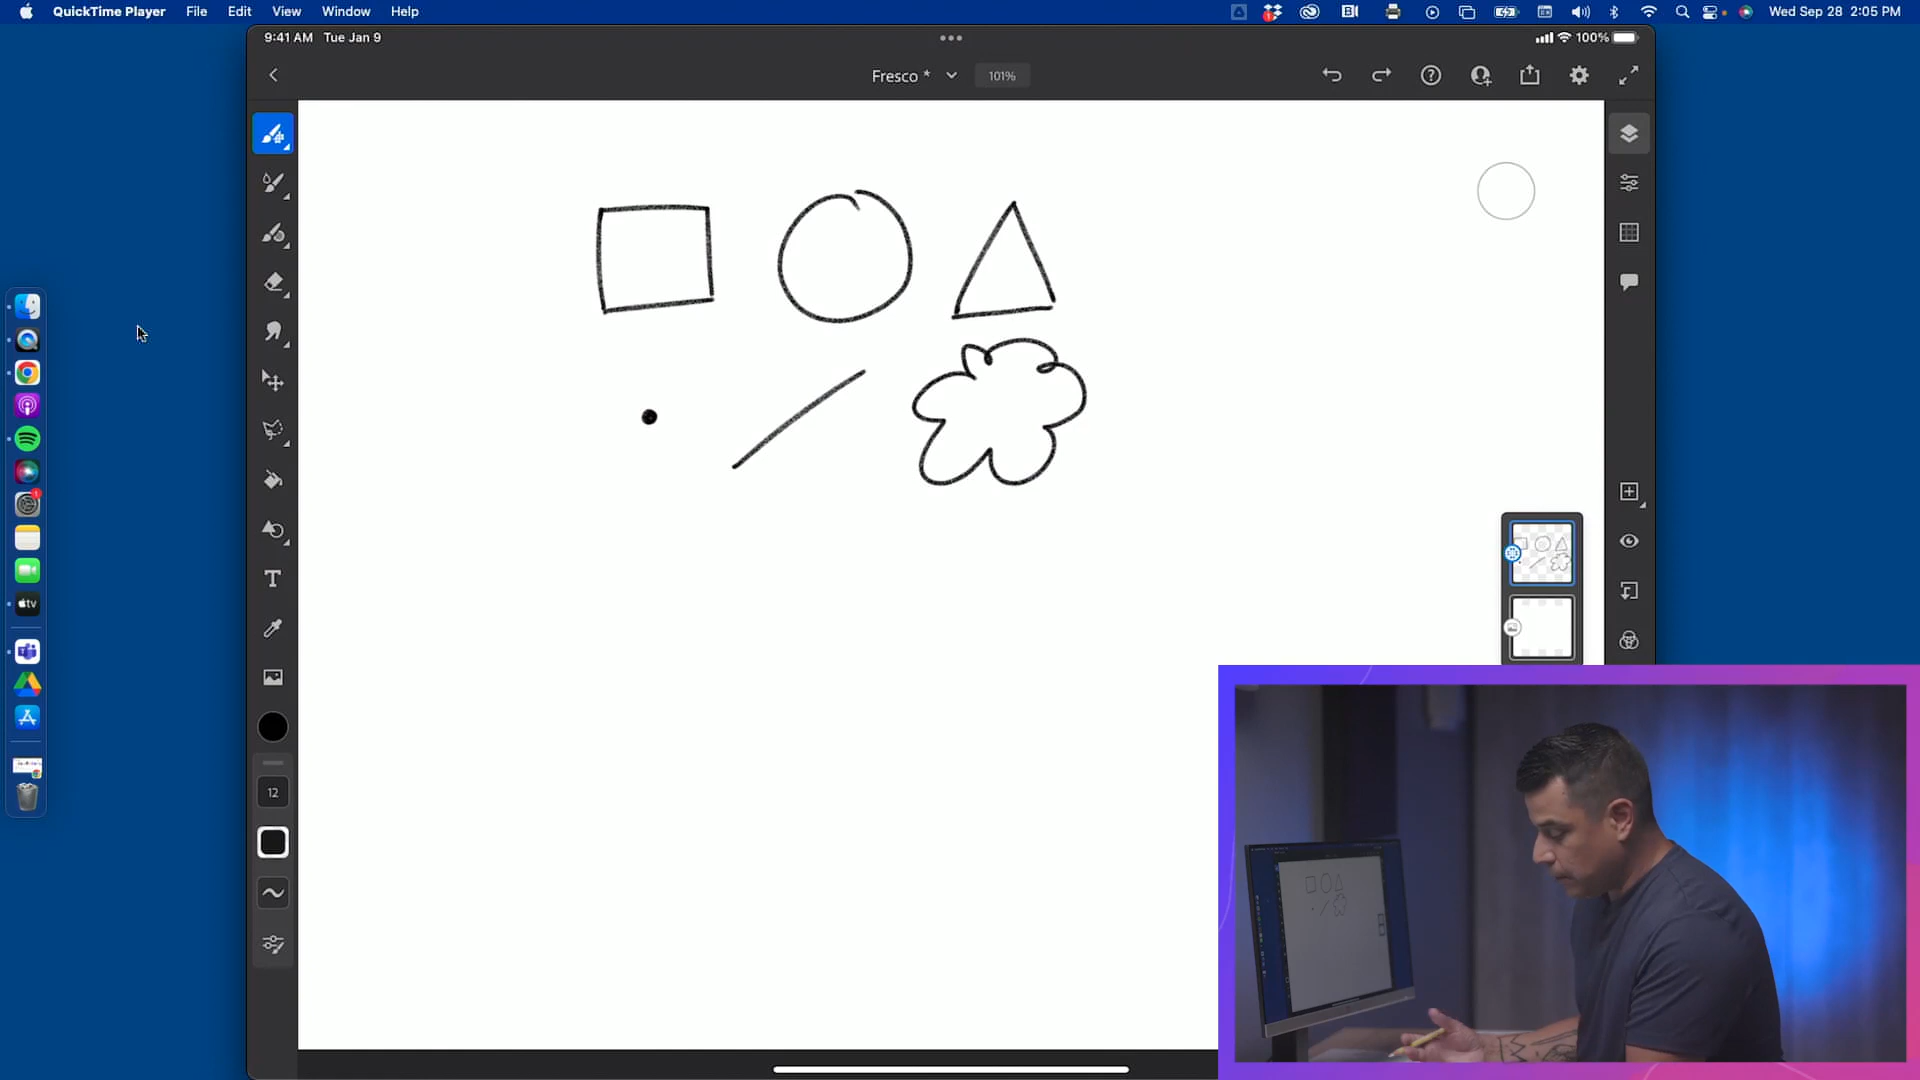 QuickTime Player File Edit View Window Help Wed Sep 28 2:05 PM
9:41 AM Tue Jan 9 100%
Fresco * 101%
T
tv
12